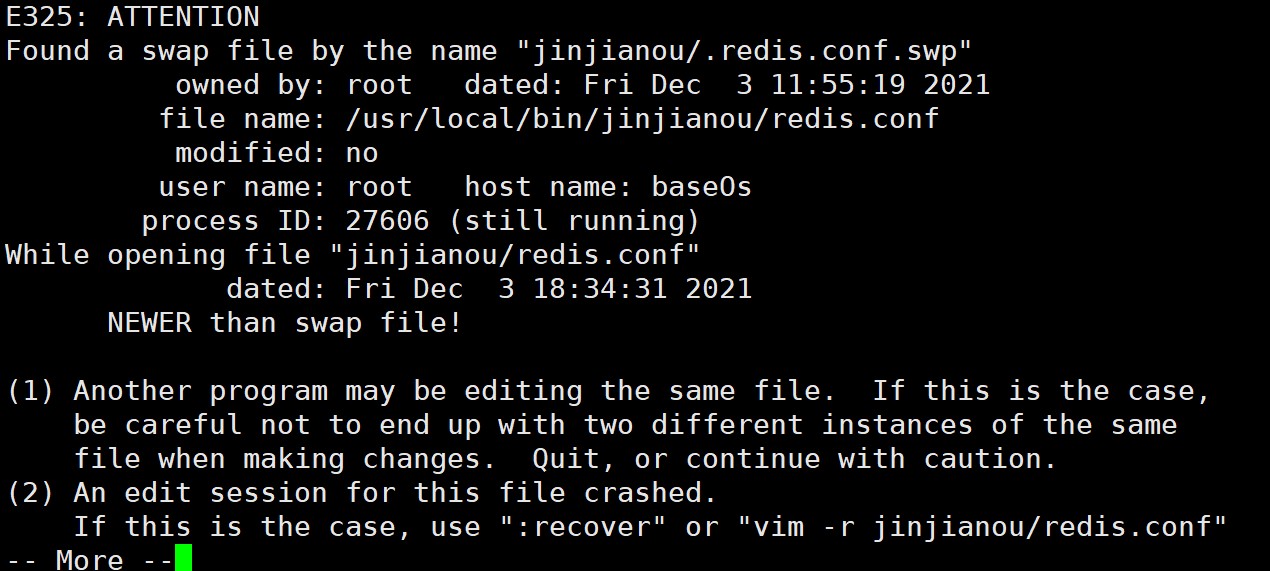 E325: ATTENTION
Found a swap file by the name "jinjianou/.redis.conf.swp"
          owned by: root   dated: Fri Dec  3 11:55:19 2021
         file name: /usr/local/bin/jinjianou/redis.conf
          modified: no
         user name: root   host name: baseOs
        process ID: 27606 (still running)
While opening file "jinjianou/redis.conf"
             dated: Fri Dec  3 18:34:31 2021
      NEWER than swap file!

(1) Another program may be editing the same file.  If this is the case,
    be careful not to end up with two different instances of the same
    file when making changes.  Quit, or continue with caution.
(2) An edit session for this file crashed.
    If this is the case, use ":recover" or "vim -r jinjianou/redis.conf"
-- More --